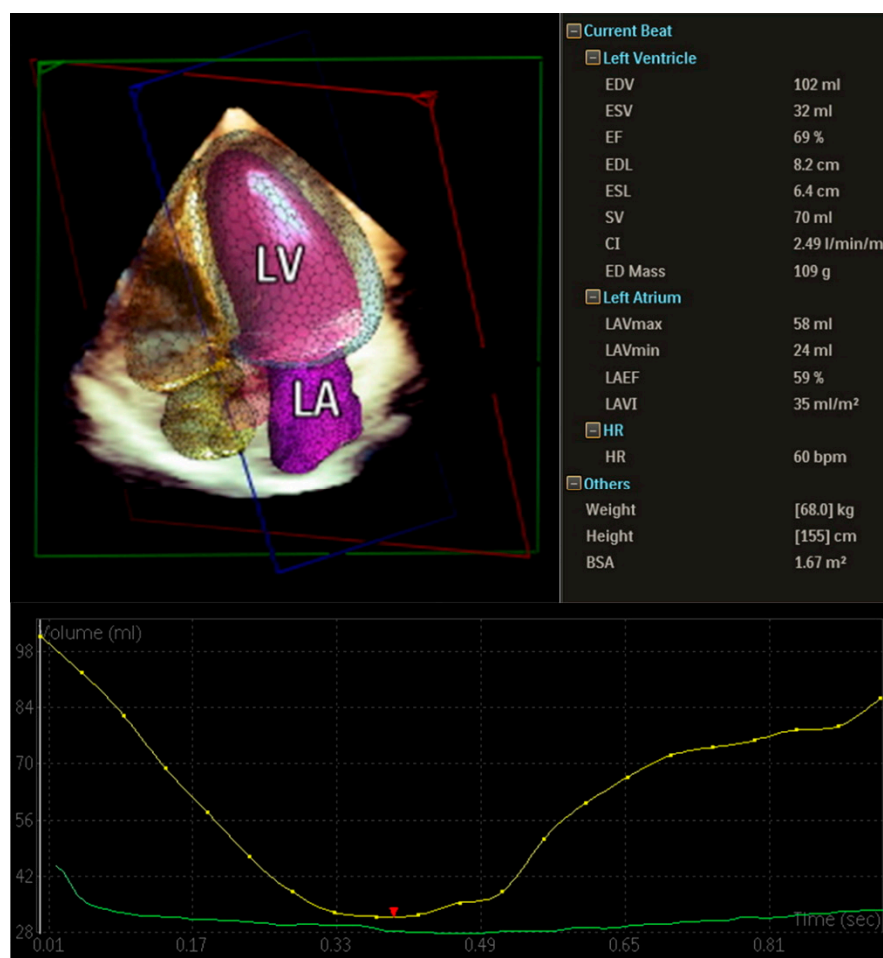 Current Beat
Left Ventricle
EDV 102 ml
ESV 32 ml
EF 69 %
EDL 8.2 cm
ESL 6.4 cm
SV 70 ml
CI 2.49 l/min/m
ED Mass 109 g
Left Atrium
LAVmax 58 ml
LAVmin 24 ml
LAEF 59 %
LAVI 35 ml/m²
HR
HR 60 bpm
Others
Weight [68.0] kg
Height [155] cm
BSA 1.67 m²
LV
LA
Volume (ml)
98
84
70
56
42
28
Time (sec)
0.01 0.17 0.33 0.49 0.65 0.81